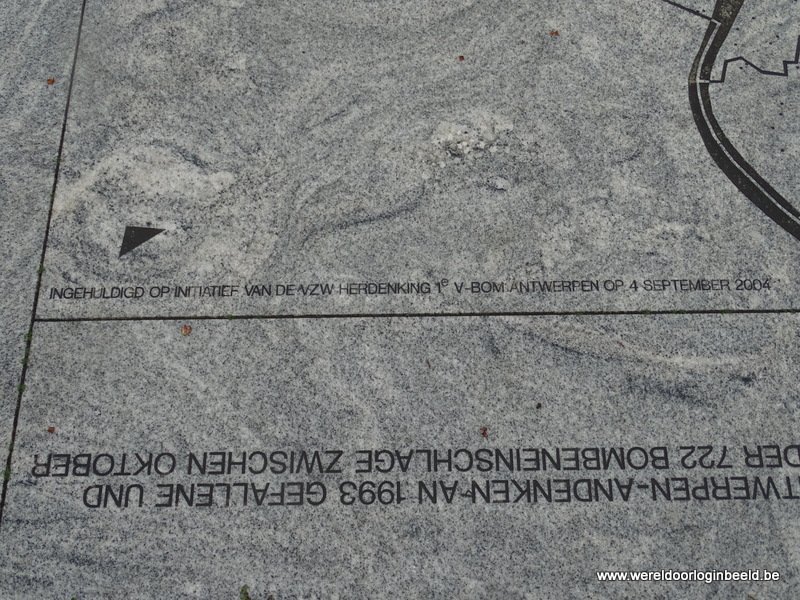 INGEHULDIGD OP INITIATIEF VAN DE VZW HERDENKING 1e V-BOM ANTWERPEN OP 4 SEPTEMBER 2004
TWERPEN-ANDENKEN AN 1993 GEFALLENE UND
DER 722 BOMBENEINSCHLAGE ZWISCHEN OKTOBER
www.wereldoorloginbeeld.be